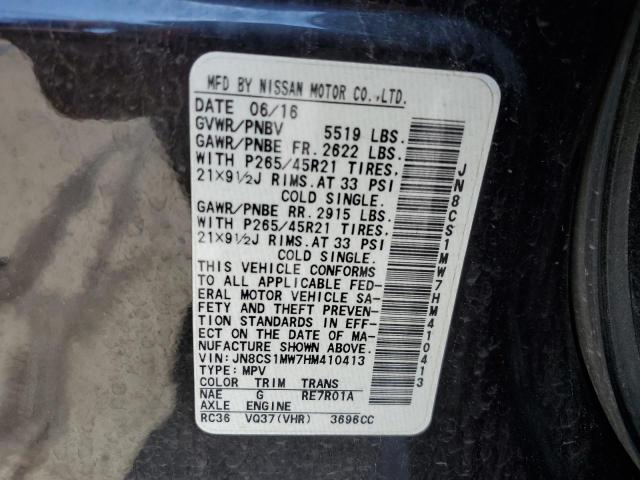 MFD BY NISSAN MOTOR CO.,LTD.
DATE 06/16
GVWR/PNBV 5519 LBS.
GAWR/PNBE FR. 2622 LBS.
WITH P265/45R21 TIRES,
21X9½J RIMS. AT 33 PSI
COLD SINGLE.
GAWR/PNBE RR. 2915 LBS.
WITH P265/45R21 TIRES,
21X9½J RIMS. AT 33 PSI
COLD SINGLE.
THIS VEHICLE CONFORMS
TO ALL APPLICABLE FED-
ERAL MOTOR VEHICLE SA-
FETY AND THEFT PREVEN-
TION STANDARDS IN EFF-
ECT ON THE DATE OF MA-
NUFACTURE SHOWN ABOVE.
VIN: JN8CS1MW7HM410413
TYPE: MPV
COLOR TRIM TRANS
NAE G RE7R01A
AXLE ENGINE
RC36 VQ37(VHR) 3696CC
JN8CS1MW7HM410413